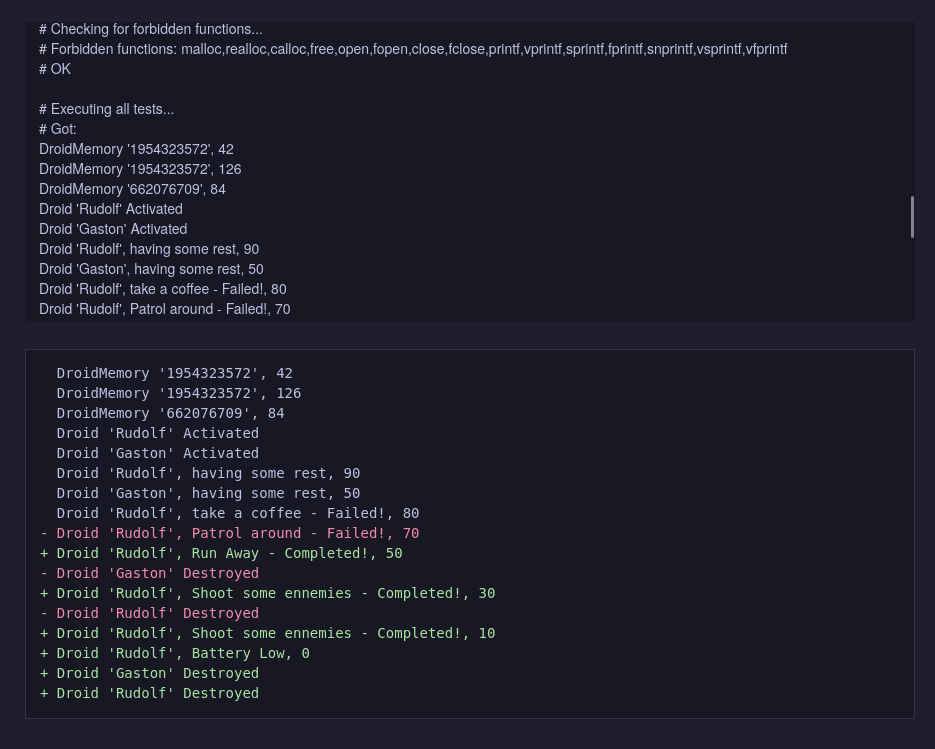 # Checking for forbidden functions...
# Forbidden functions: malloc,realloc,calloc,free,open,fopen,close,fclose,printf,vprintf,sprintf,fprintf,snprintf,vsprintf,vfprintf
# OK
# Executing all tests...
# Got:
DroidMemory '1954323572', 42
DroidMemory '1954323572', 126
DroidMemory '662076709', 84
Droid 'Rudolf' Activated
Droid 'Gaston' Activated
Droid 'Rudolf', having some rest, 90
Droid 'Gaston', having some rest, 50
Droid 'Rudolf', take a coffee - Failed!, 80
Droid 'Rudolf', Patrol around - Failed!, 70
DroidMemory '1954323572', 42
DroidMemory '1954323572', 126
DroidMemory '662076709', 84
Droid 'Rudolf' Activated
Droid 'Gaston' Activated
Droid 'Rudolf', having some rest, 90
Droid 'Gaston', having some rest, 50
Droid 'Rudolf', take a coffee - Failed!, 80
- Droid 'Rudolf', Patrol around - Failed!, 70
+ Droid 'Rudolf', Run Away - Completed!, 50
- Droid 'Gaston' Destroyed
+ Droid 'Rudolf', Shoot some ennemies - Completed!, 30
- Droid 'Rudolf' Destroyed
+ Droid 'Rudolf', Shoot some ennemies - Completed!, 10
+ Droid 'Rudolf', Battery Low, 0
+ Droid 'Gaston' Destroyed
+ Droid 'Rudolf' Destroyed